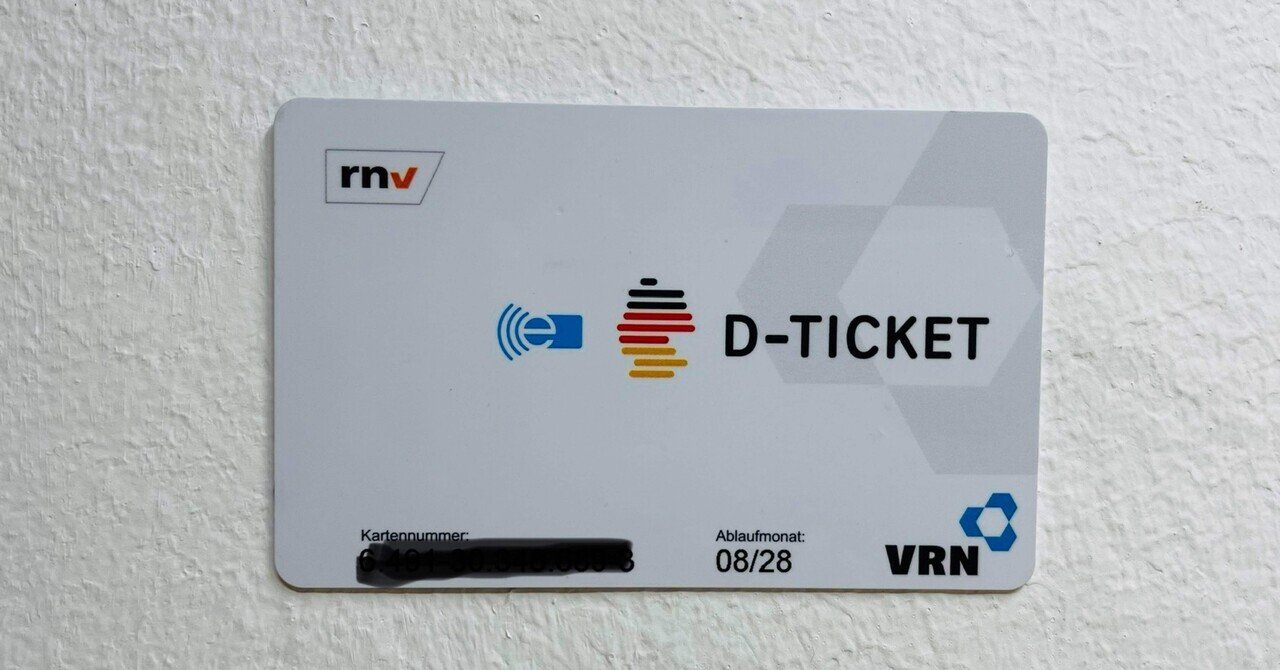 rnv
e
D-TICKET
Kartennummer:
Ablaufmonat:
08/28
VRN